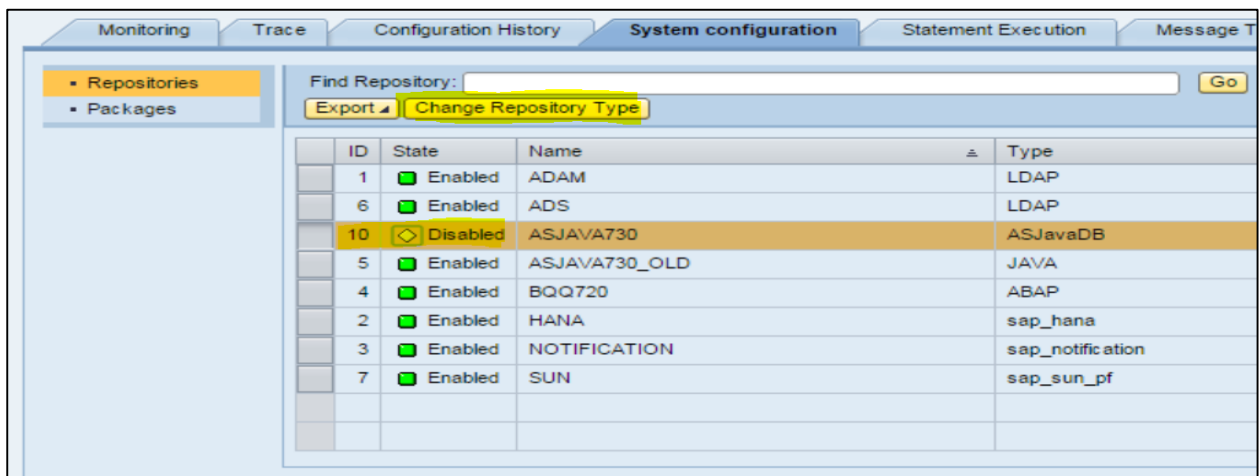 Monitoring Trace Configuration History System configuration Statement Execution Message T
Repositories
Packages
Find Repository: Go
Export Change Repository Type
ID State Name Type
1 Enabled ADAM LDAP
6 Enabled ADS LDAP
10 Disabled ASJAVA730 ASJavaDB
5 Enabled ASJAVA730_OLD JAVA
4 Enabled BQQ720 ABAP
2 Enabled HANA sap_hana
3 Enabled NOTIFICATION sap_notification
7 Enabled SUN sap_sun_pf